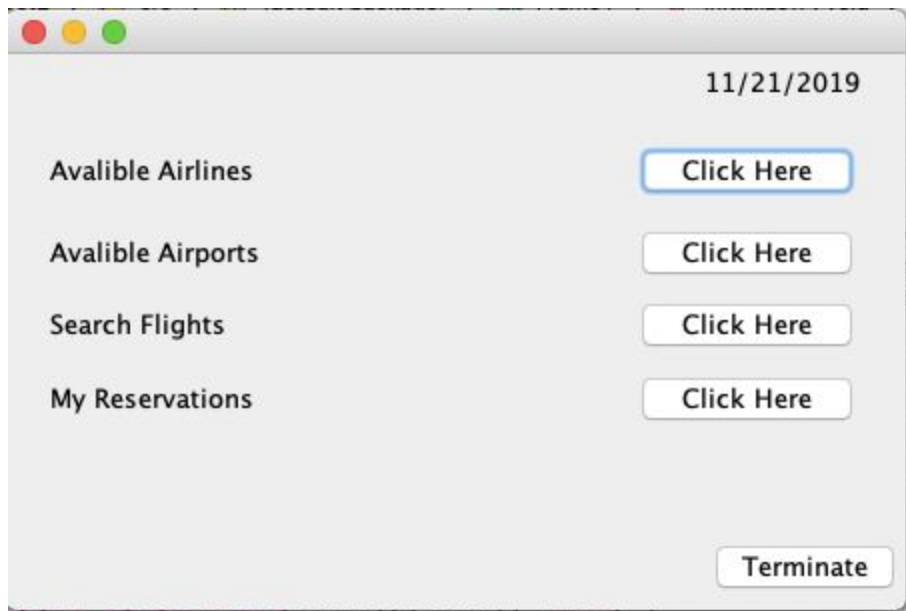 11/21/2019
Avalible Airlines Click Here
Avalible Airports Click Here
Search Flights Click Here
My Reservations Click Here
Terminate